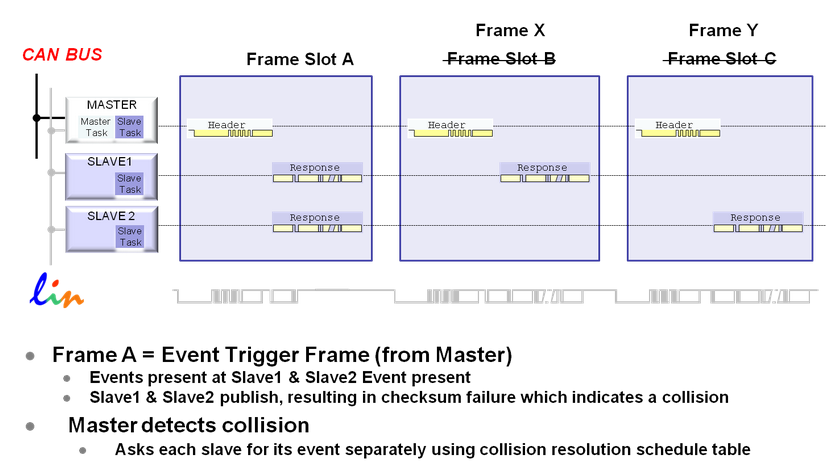 Frame X
Frame Y
CAN BUS
Frame Slot A
Frame Slot B
Frame Slot C
MASTER
Master Task
Slave Task
Header
Header
Header
SLAVE1
Slave Task
Response
Response
SLAVE 2
Slave Task
Response
Response
lin
Frame A = Event Trigger Frame (from Master)
Events present at Slave1 & Slave2 Event present
Slave1 & Slave2 publish, resulting in checksum failure which indicates a collision
Master detects collision
Asks each slave for its event separately using collision resolution schedule table